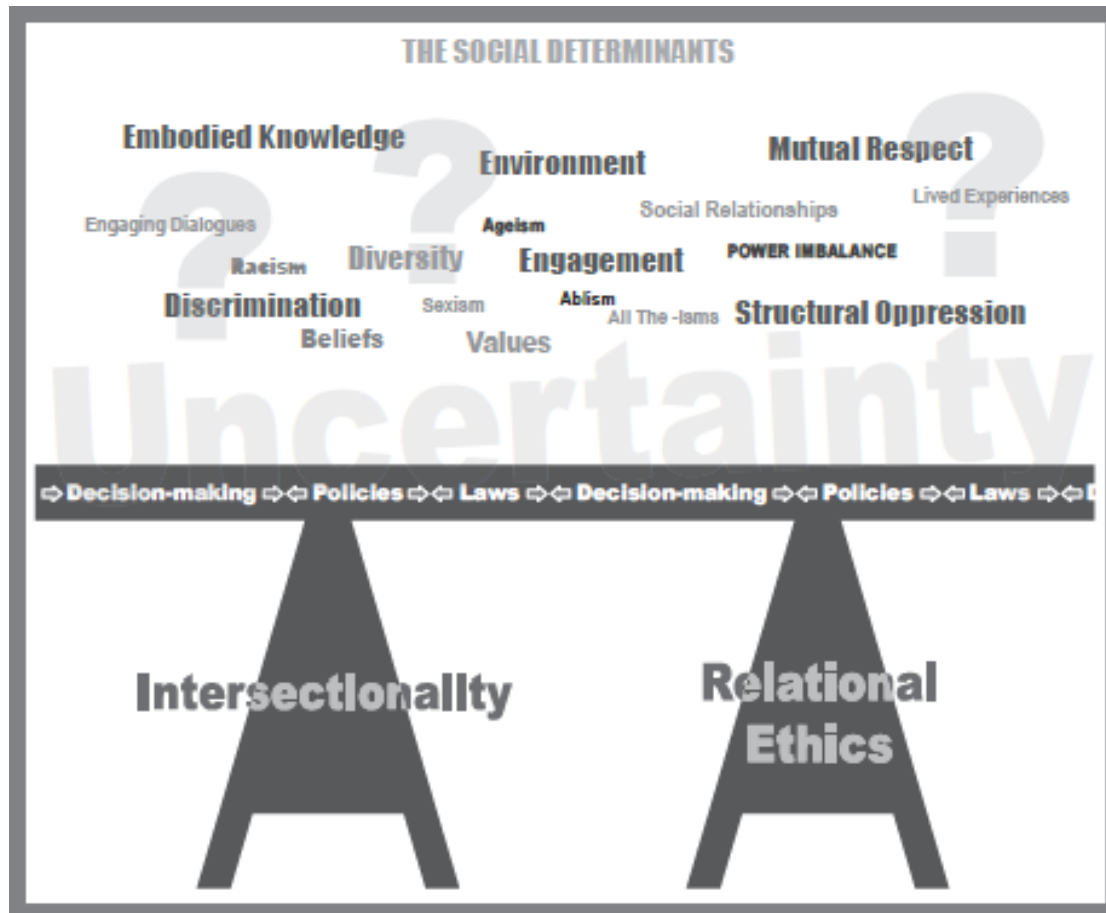 THE SOCIAL DETERMINANTS
? ? ?
Embodied Knowledge
Environment
Mutual Respect
Engaging Dialogues
Ageism
Social Relationships
Lived Experiences
Racism
Diversity
Engagement
POWER IMBALANCE
Discrimination
Sexism
Ablism
All The -Isms
Structural Oppression
Beliefs
Values
Uncertainty
⇨ Decision-making ⇨⇦ Policies ⇨⇦ Laws ⇨⇦ Decision-making ⇨⇦ Policies ⇨⇦ Laws ⇨⇦
Intersectionality
Relational
Ethics